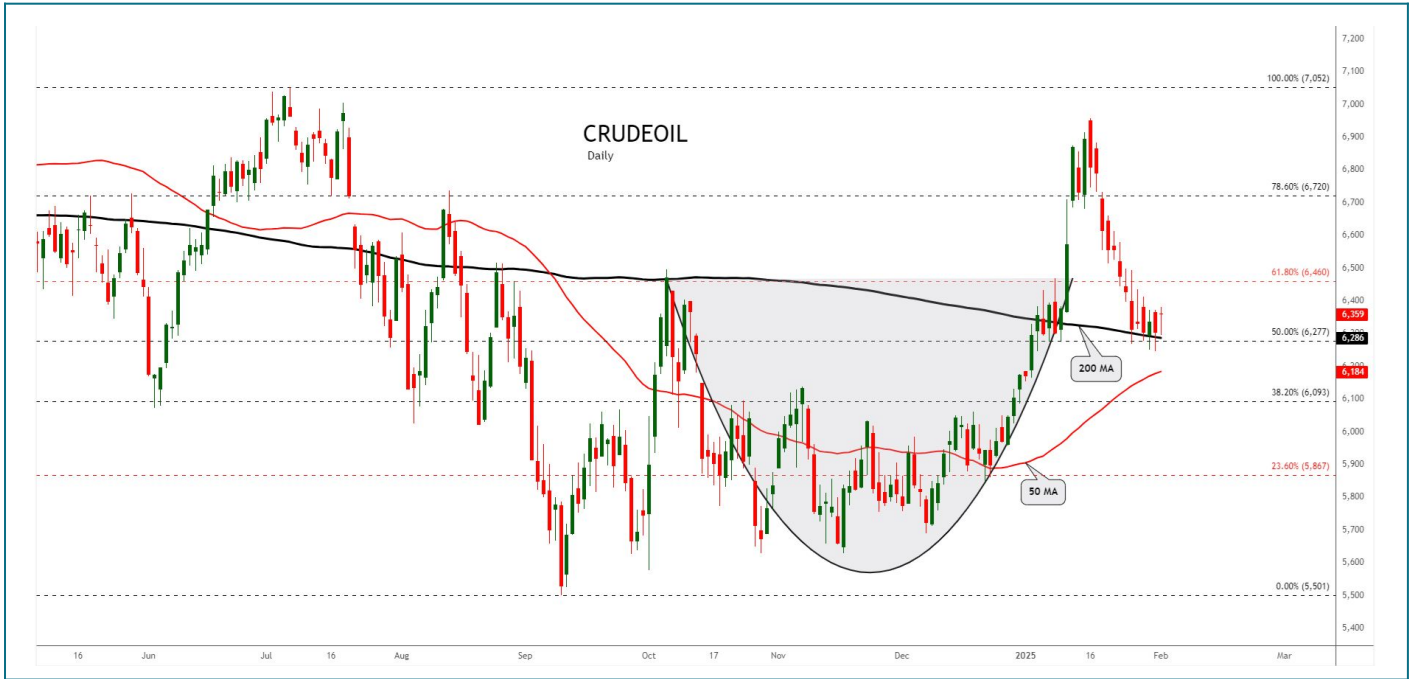 CRUDEOIL
Daily
100.00% (7,052)
78.60% (6,720)
61.80% (6,460)
50.00% (6,277)
38.20% (6,093)
23.60% (5,867)
0.00% (5,501)
200 MA
50 MA
7,200
7,100
7,000
6,900
6,800
6,700
6,600
6,500
6,400
6,359
6,300
6,286
6,200
6,184
6,100
6,000
5,900
5,800
5,700
5,600
5,500
5,400
16
Jun
Jul
16
Aug
Sep
Oct
17
Nov
Dec
2025
16
Feb
Mar